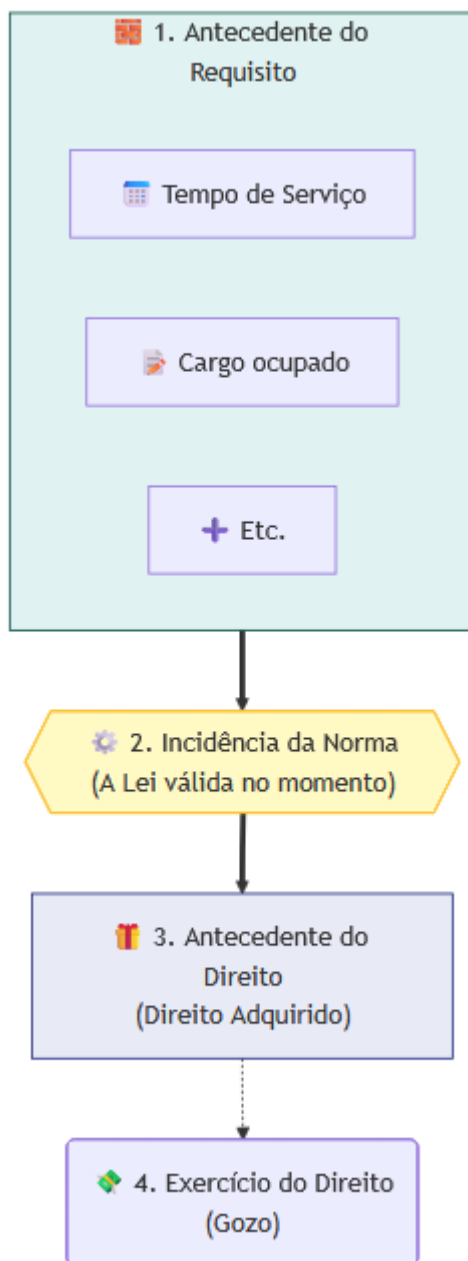 1. Antecedente do
Requisito
Tempo de Serviço
Cargo ocupado
Etc.
2. Incidência da Norma
(A Lei válida no momento)
3. Antecedente do
Direito
(Direito Adquirido)
4. Exercício do Direito
(Gozo)